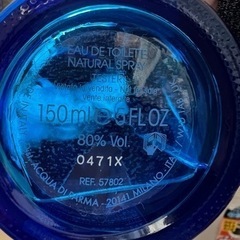 EAU DE TOILETTE
NATURAL SPRAY
TESTER
150 ml ℮ 5 FL OZ
80% Vol.
0471X
REF. 57802
ACQUA DI PARMA - 20141 MILANO - ITA